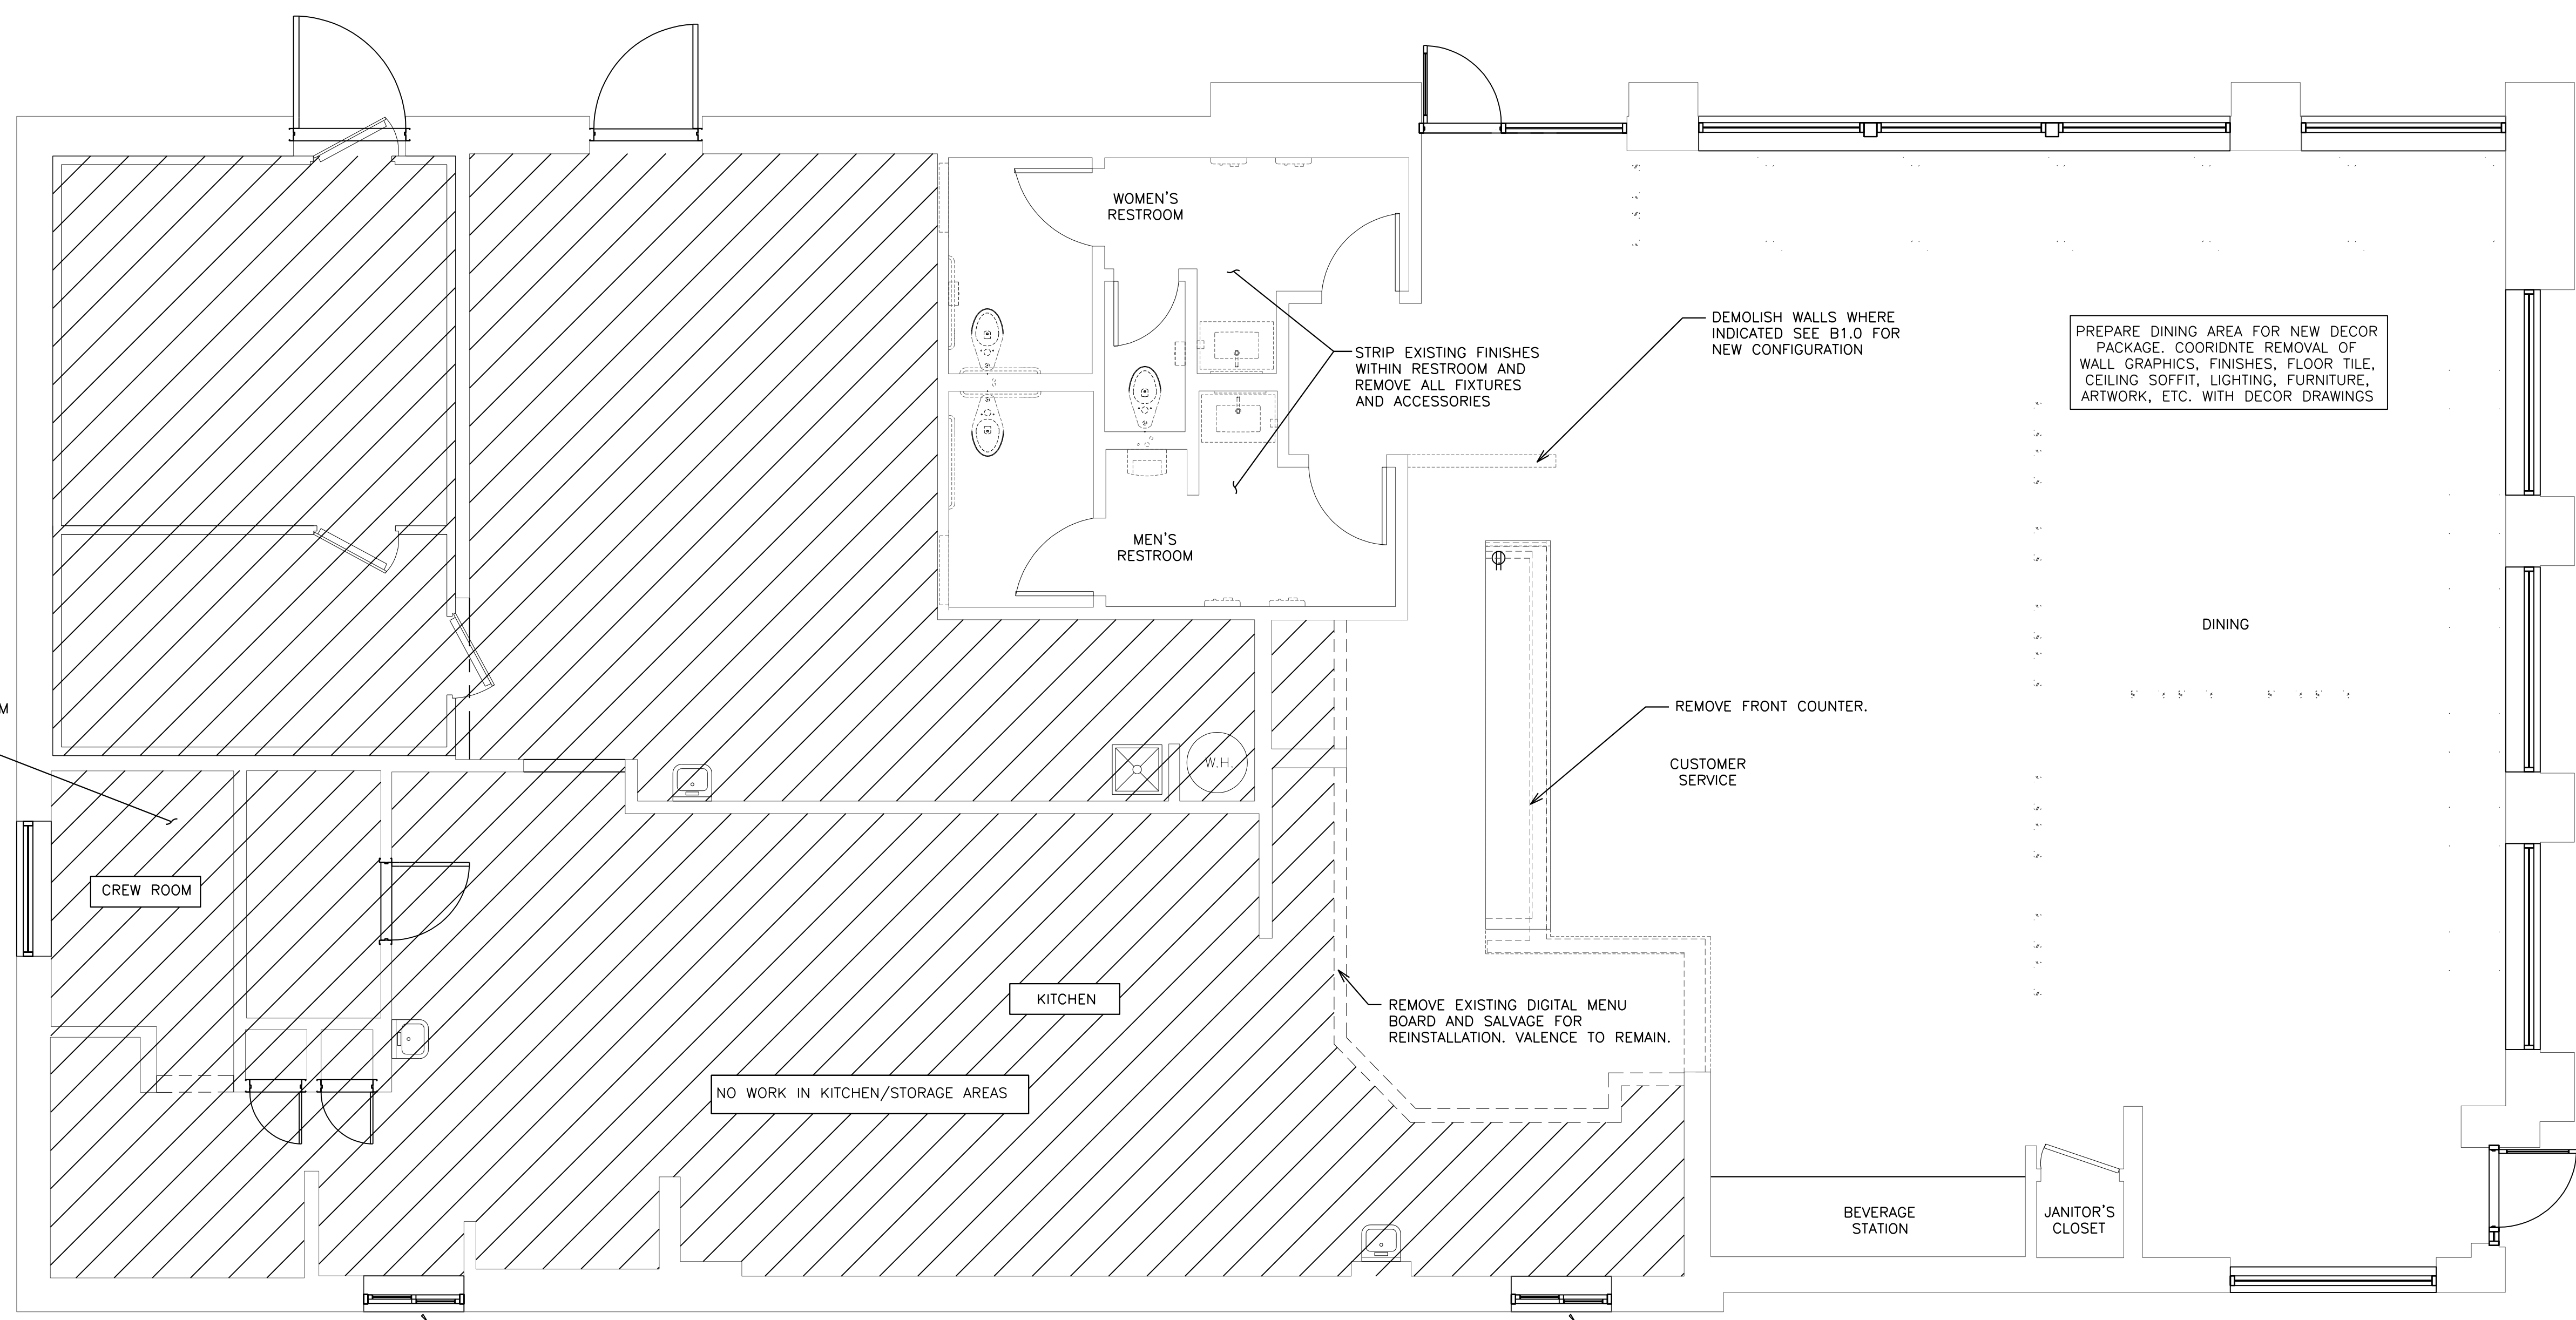 WOMEN'S
RESTROOM
STRIP EXISTING FINISHES
WITHIN RESTROOM AND
REMOVE ALL FIXTURES
AND ACCESSORIES
DEMOLISH WALLS WHERE
INDICATED SEE B1.0 FOR
NEW CONFIGURATION
PREPARE DINING AREA FOR NEW DECOR
PACKAGE. COORIDNTE REMOVAL OF
WALL GRAPHICS, FINISHES, FLOOR TILE,
CEILING SOFFIT, LIGHTING, FURNITURE,
ARTWORK, ETC. WITH DECOR DRAWINGS
MEN'S
RESTROOM
DINING
REMOVE FRONT COUNTER.
W.H.
CUSTOMER
SERVICE
CREW ROOM
KITCHEN
REMOVE EXISTING DIGITAL MENU
BOARD AND SALVAGE FOR
REINSTALLATION. VALENCE TO REMAIN.
NO WORK IN KITCHEN/STORAGE AREAS
BEVERAGE
STATION
JANITOR'S
CLOSET